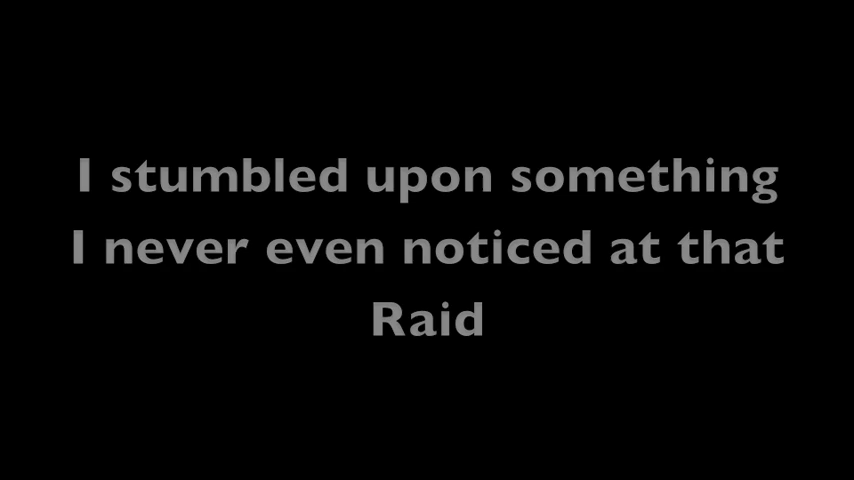 I stumbled upon something
I never even noticed at that
Raid